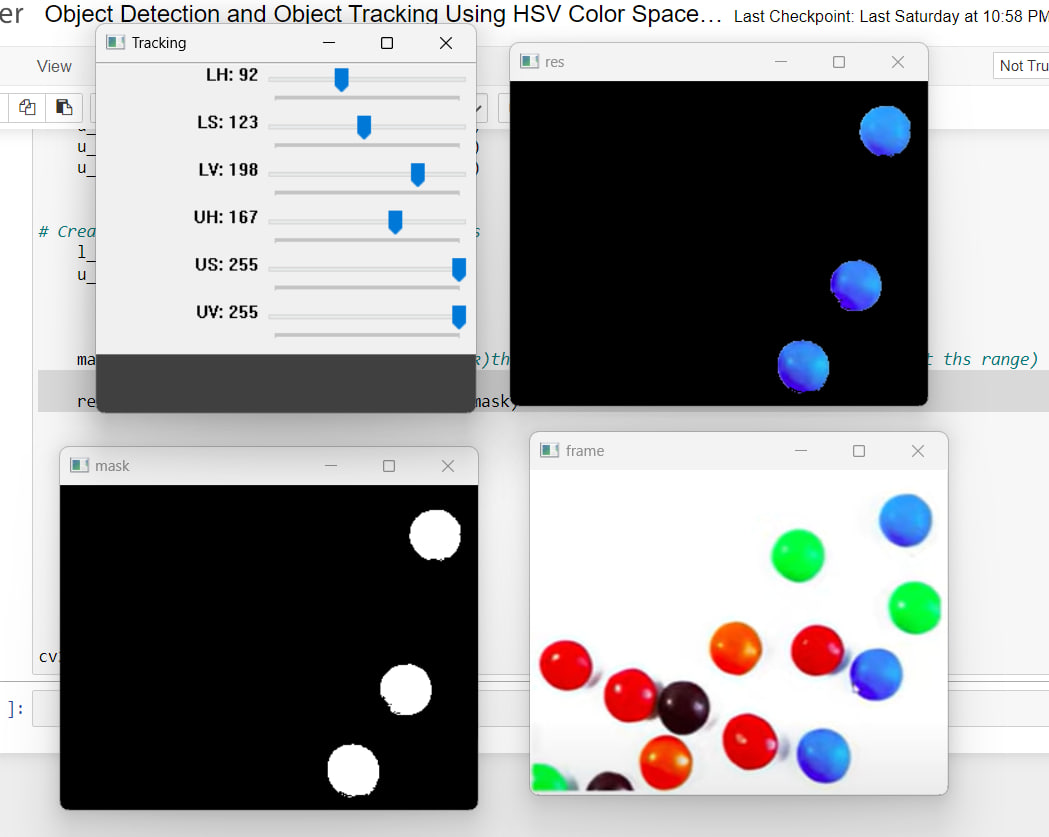 er Object Detection and Object Tracking Using HSV Color Space… Last Checkpoint: Last Saturday at 10:58 PM
Tracking
res
View
Not Tru
LH: 92
LS: 123
LV: 198
UH: 167
US: 255
UV: 255
u_
u_ )
u_ )
# Crea s
l_
u_
ma )th t ths range)
re mask)
mask
frame
cv
]: